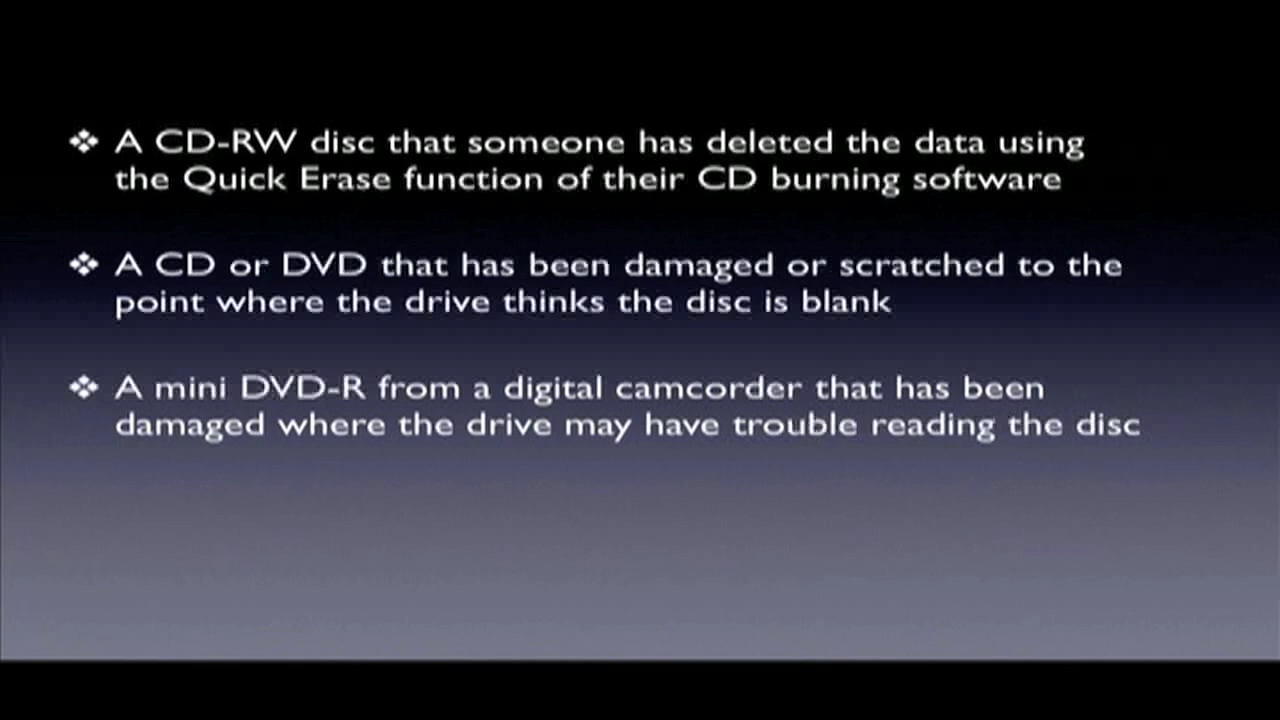 ❖ A CD-RW disc that someone has deleted the data using
the Quick Erase function of their CD burning software
❖ A CD or DVD that has been damaged or scratched to the
point where the drive thinks the disc is blank
❖ A mini DVD-R from a digital camcorder that has been
damaged where the drive may have trouble reading the disc